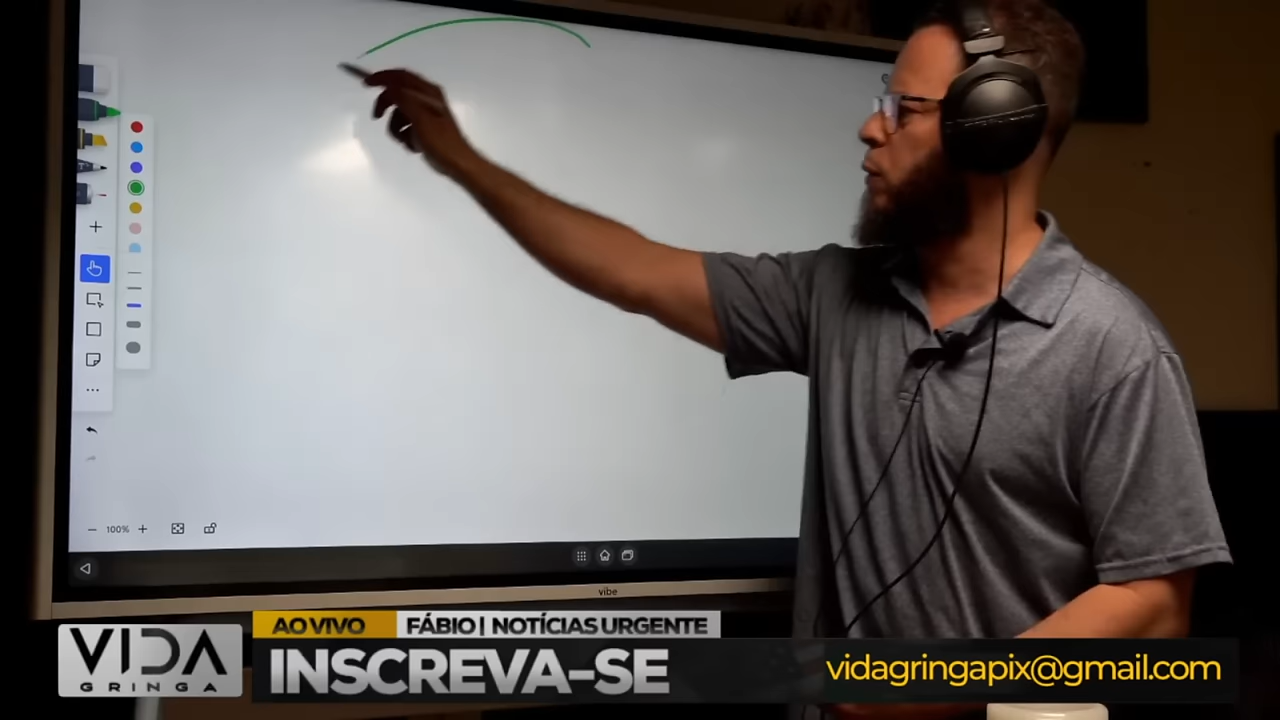 100%
vibe
AO VIVO
FÁBIO | NOTÍCIAS URGENTE
VIDA
GRINGA
INSCREVA-SE
vidagringapix@gmail.com